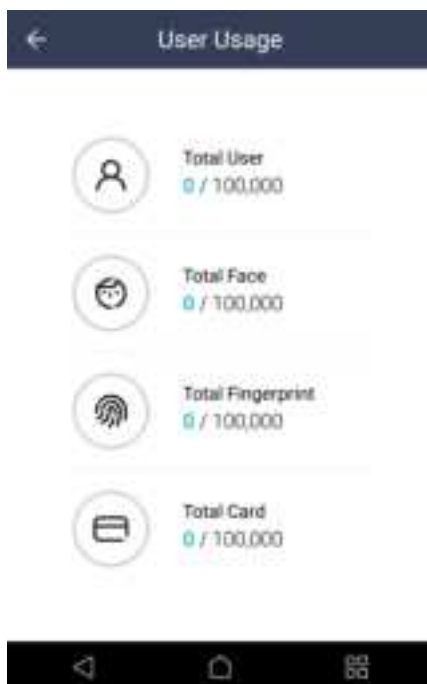 User Usage
Total User
0 / 100,000
Total Face
0 / 100,000
Total Fingerprint
0 / 100,000
Total Card
0 / 100,000